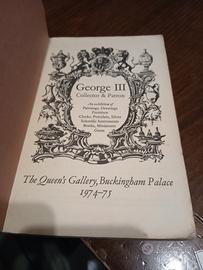 George III
Collector & Patron
An exhibition of
Paintings, Drawings
Furniture
Clocks, Porcelain, Silver
Scientific Instruments
Books, Miniatures
Coins
The Queen's Gallery, Buckingham Palace
1974–75